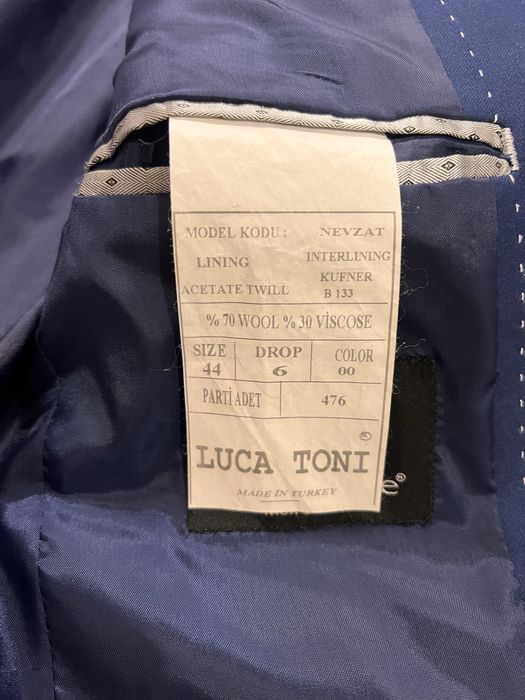 MODEL KODU : NEVZAT
LINING INTERLINING
KUFNER
ACETATE TWILL B 133
% 70 WOOL % 30 VİSCOSE
SIZE DROP COLOR
44 6 00
PARTİ ADET 476
®
LUCA TONI
MADE İN TURKEY
e®